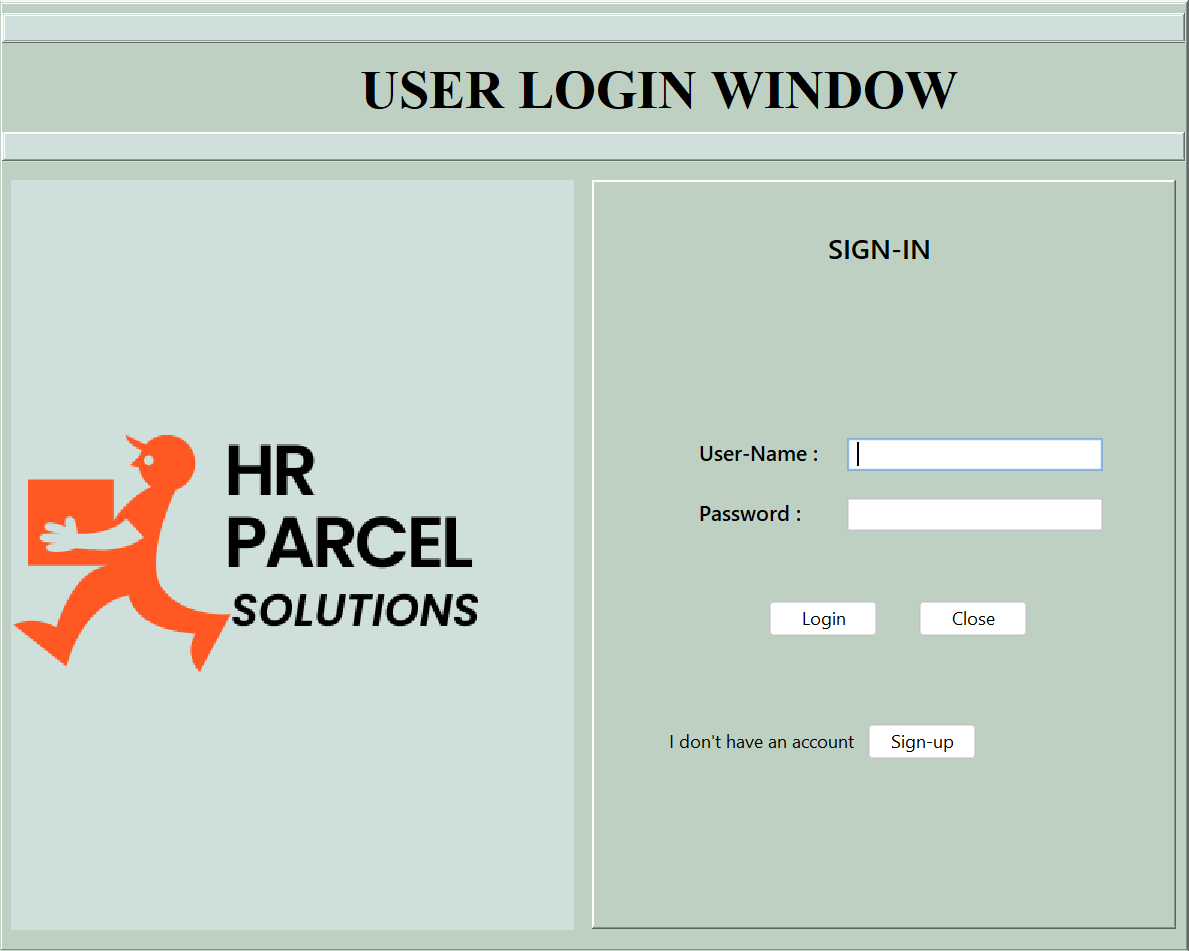 USER LOGIN WINDOW
HR
PARCEL
SOLUTIONS
SIGN-IN
User-Name :
Password :
Login Close
I don't have an account Sign-up